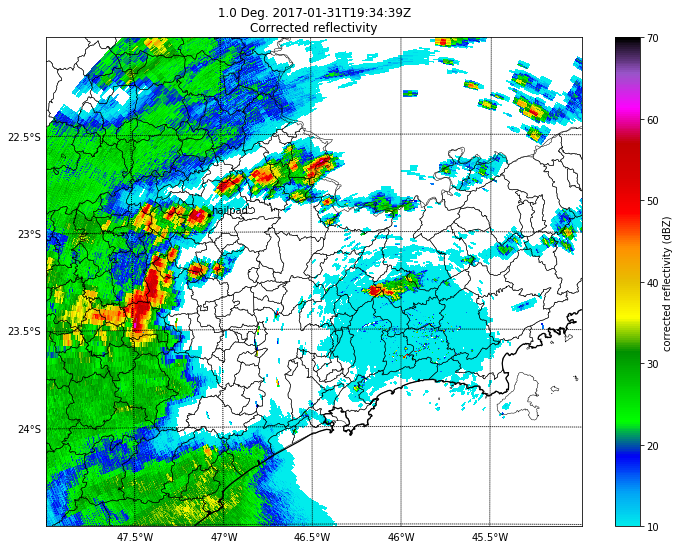 1.0 Deg. 2017-01-31T19:34:39Z
Corrected reflectivity
22.5°S
23°S
23.5°S
24°S
47.5°W
47°W
46.5°W
46°W
45.5°W
hailpad
70
60
50
40
30
20
10
corrected reflectivity (dBZ)